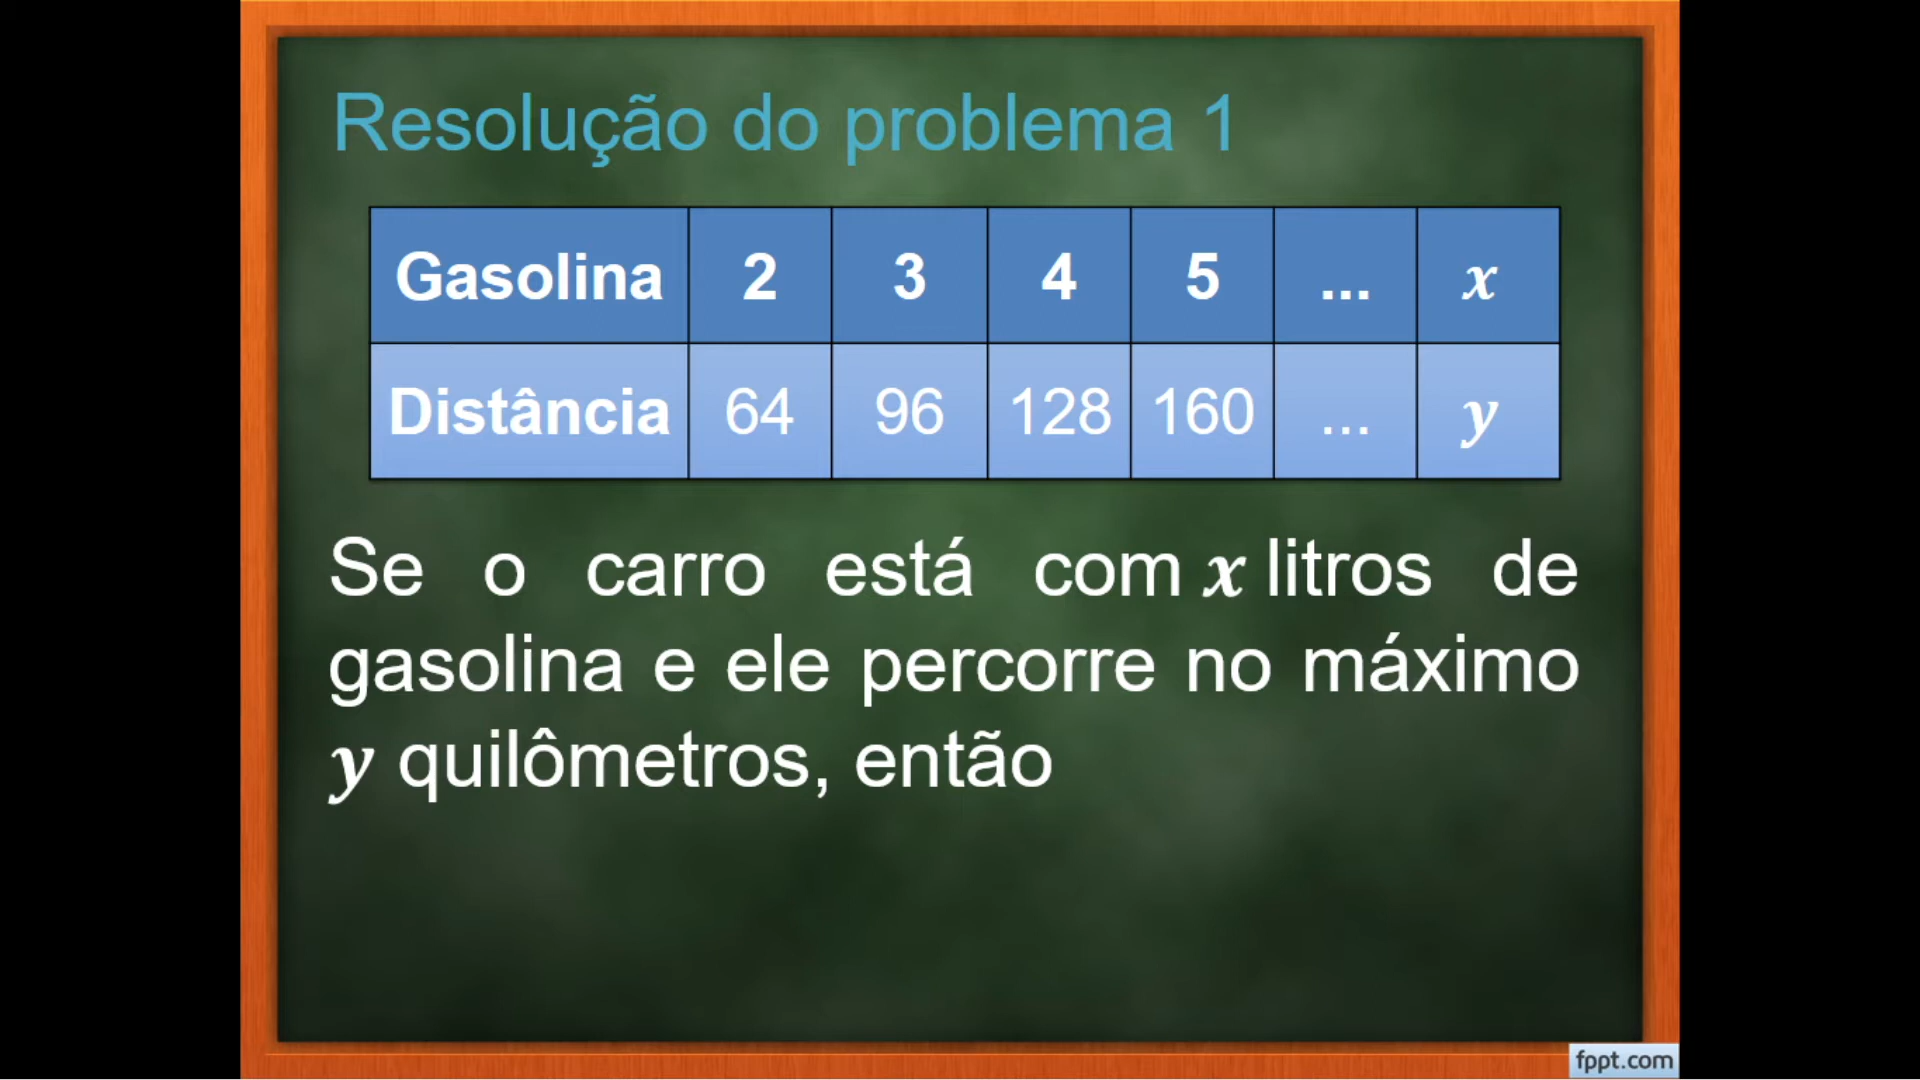 Resolução do problema 1
Gasolina 2 3 4 5 ... x
Distância 64 96 128 160 ... y
Se o carro está com x litros de
gasolina e ele percorre no máximo
y quilômetros, então
fppt.com